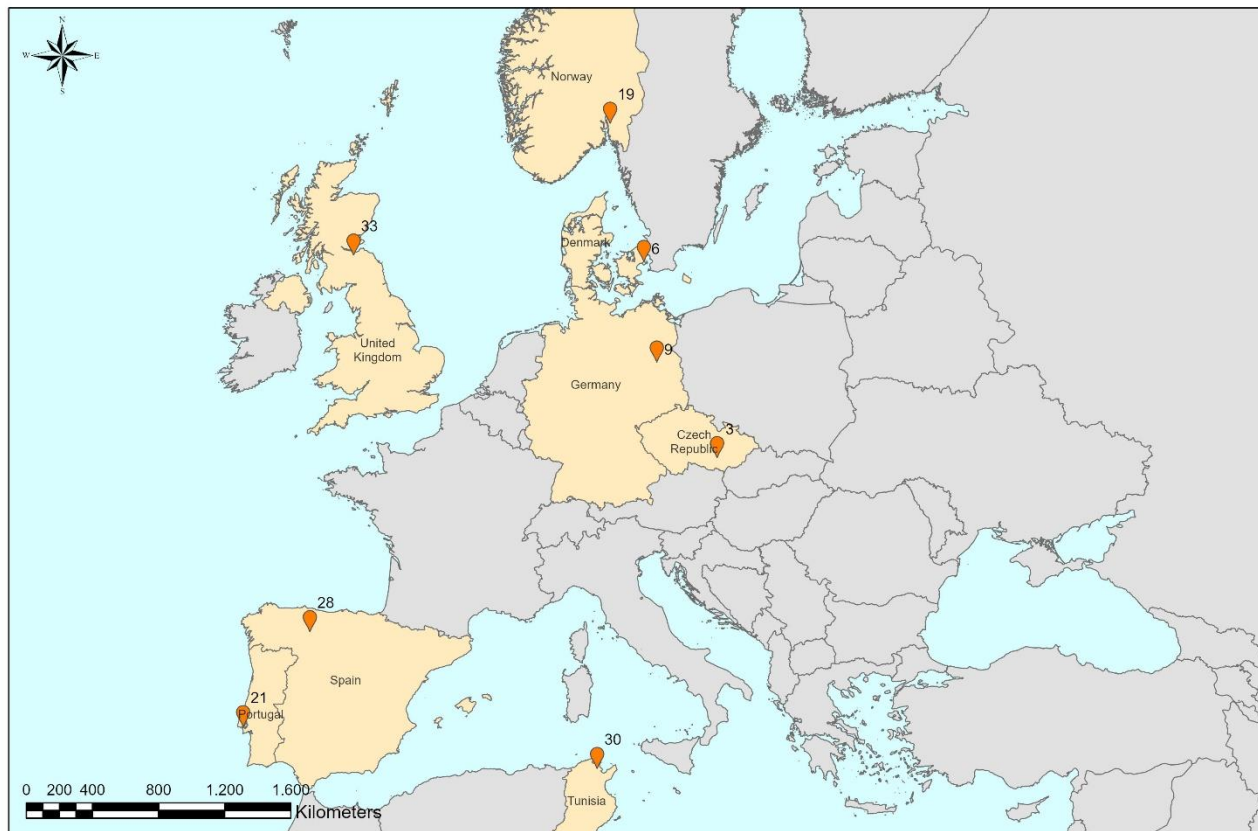 N
W E
S
Norway
19
33
Denmark
6
United
Kingdom
9
Germany
3
Czech
Republic
28
Spain
21
Portugal
30
Tunisia
0 200 400 800 1.200 1.600
Kilometers